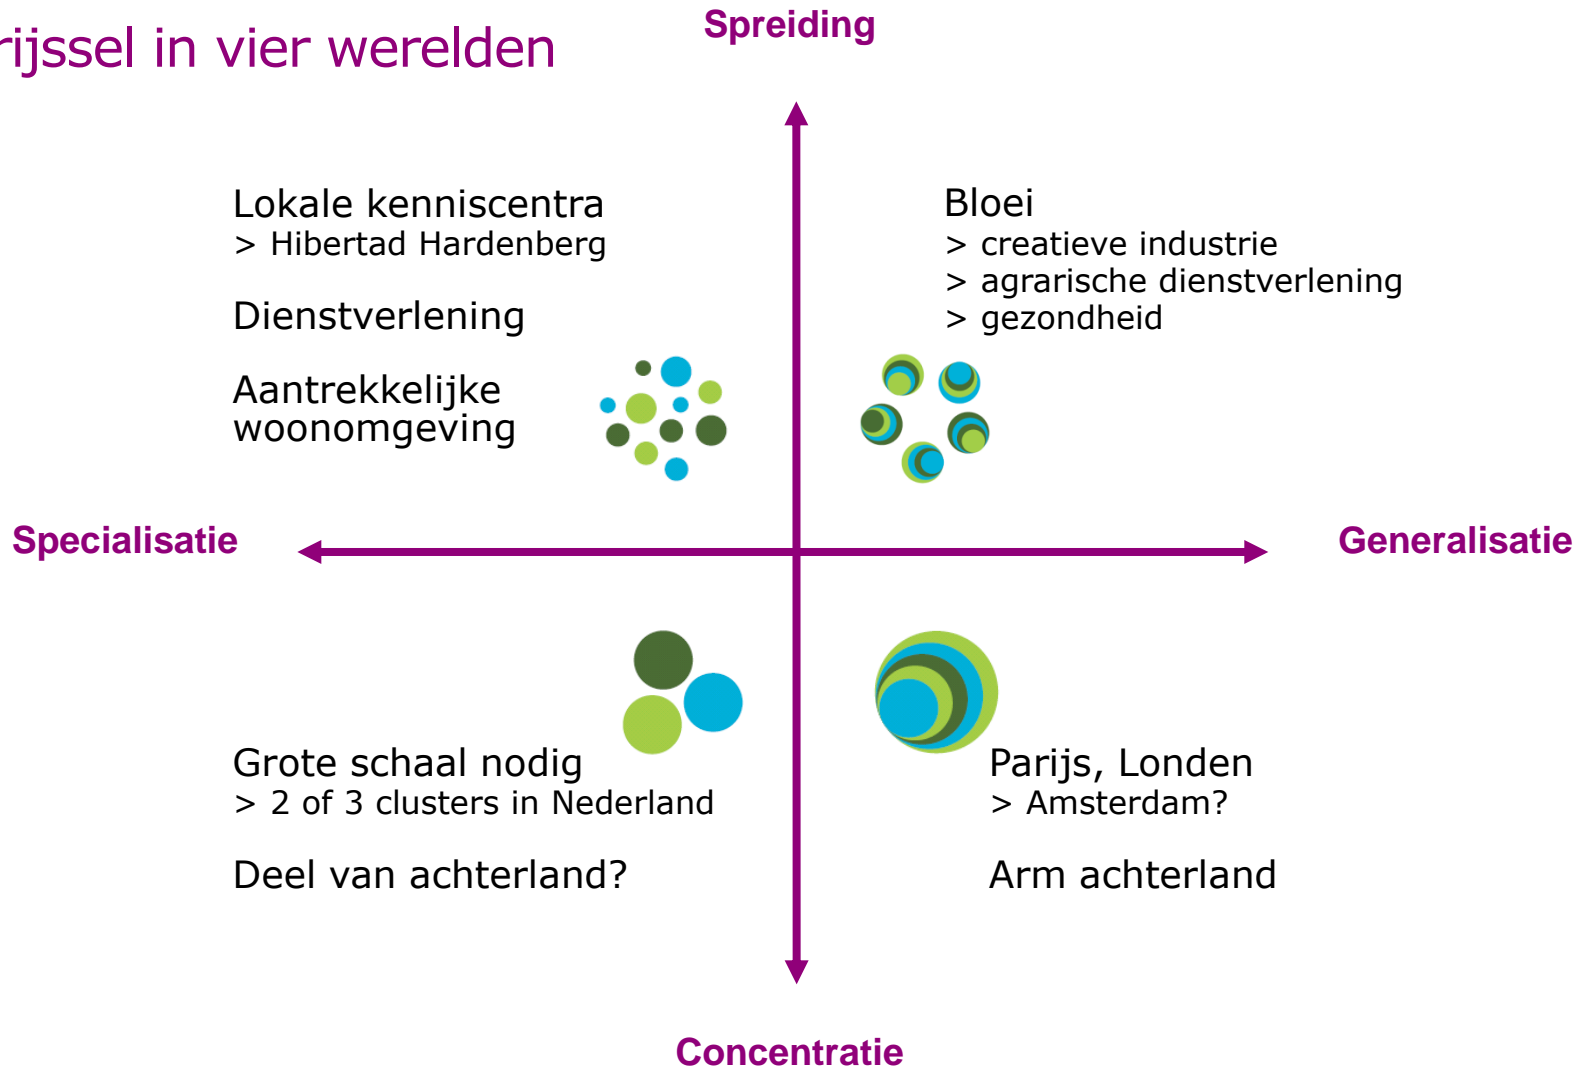 rijssel in vier werelden
Spreiding
Lokale kenniscentra
> Hibertad Hardenberg
Dienstverlening
Aantrekkelijke
woonomgeving
Bloei
> creatieve industrie
> agrarische dienstverlening
> gezondheid
Specialisatie
Generalisatie
Grote schaal nodig
> 2 of 3 clusters in Nederland
Deel van achterland?
Parijs, Londen
> Amsterdam?
Arm achterland
Concentratie